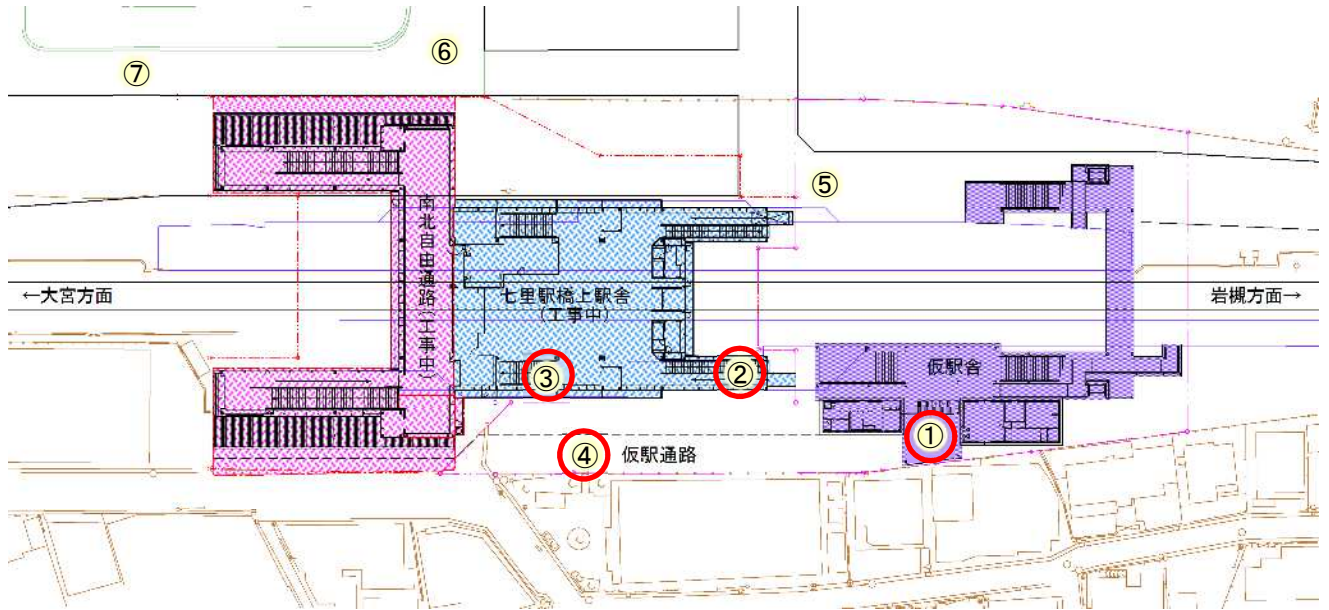 ⑥
⑦
⑤
南北自由通路(工事中)
七里駅橋上駅舎
(工事中)
←大宮方面
岩槻方面→
仮駅舎
③
②
①
④
仮駅通路